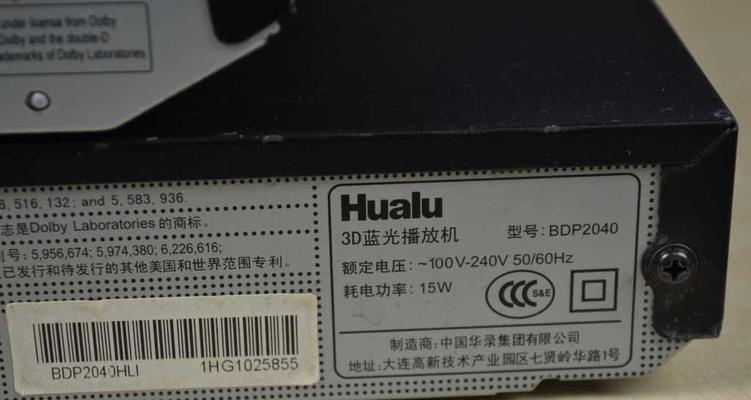 under license from Dolby
Dolby and the double-D
trademarks of Dolby Laboratories
516, 132; and 5, 583, 936.
志是Dolby Laboratories的商标.
号: 5,956,674; 5,974,380; 6,226,616;
已发行和待发行的其他美国和世界范围专利.
BDP2040HLI 1HG1025855
Hualu
3D蓝光播放机 型号: BDP2040
额定电压: ~100V-240V 50/60Hz
耗电功率: 15W
CCC S&E
制造商: 中国华录集团有限公司
地址: 大连高新技术产业园区七贤岭华路1号